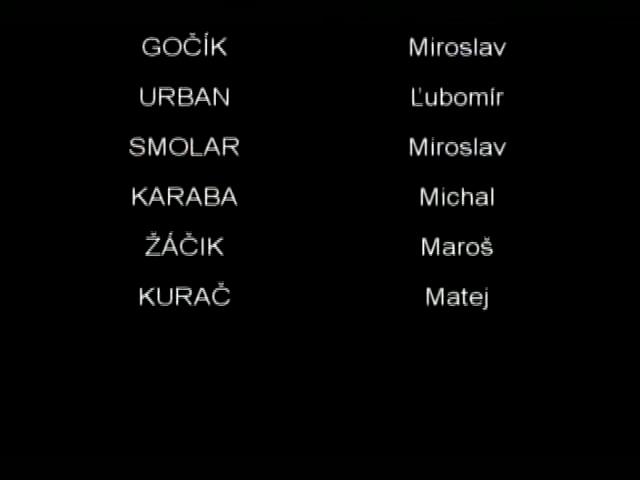 GOČÍK Miroslav
URBAN Ľubomír
SMOLAR Miroslav
KARABA Michal
ŽÁČIK Maroš
KURAČ Matej